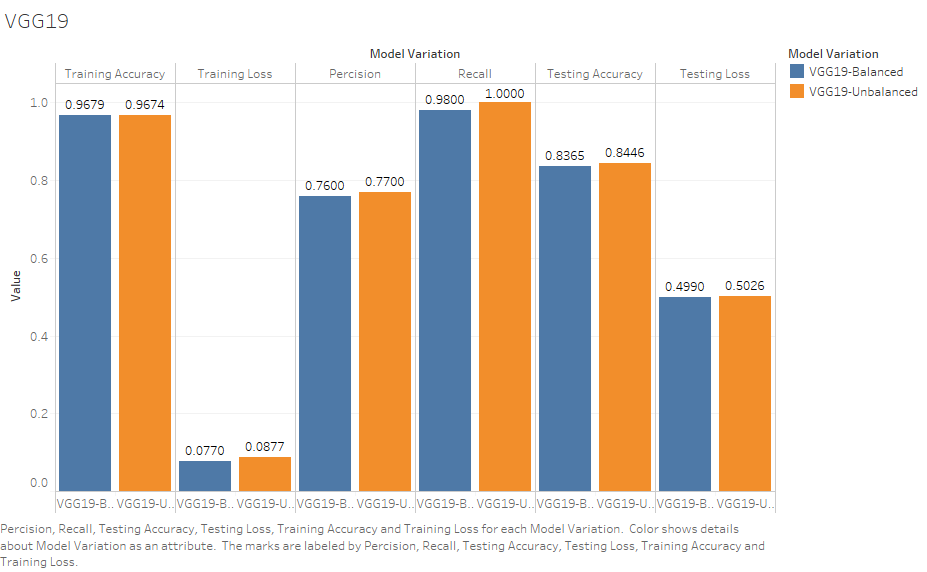 VGG19
Model Variation
Training Accuracy Training Loss Percision Recall Testing Accuracy Testing Loss
Model Variation
VGG19-Balanced
VGG19-Unbalanced
1.0
0.8
0.6
0.4
0.2
0.0
Value
0.9679 0.9674 0.0770 0.0877 0.7600 0.7700 0.9800 1.0000 0.8365 0.8446 0.4990 0.5026
VGG19-B.. VGG19-U.. VGG19-B.. VGG19-U.. VGG19-B.. VGG19-U.. VGG19-B.. VGG19-U.. VGG19-B.. VGG19-U.. VGG19-B.. VGG19-U..
Percision, Recall, Testing Accuracy, Testing Loss, Training Accuracy and Training Loss for each Model Variation.  Color shows details
about Model Variation as an attribute.  The marks are labeled by Percision, Recall, Testing Accuracy, Testing Loss, Training Accuracy and
Training Loss.